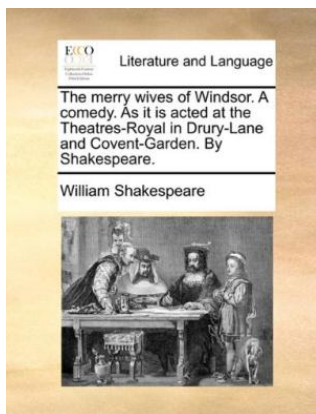 ECCO
Literature and Language
The merry wives of Windsor. A
comedy. As it is acted at the
Theatres-Royal in Drury-Lane
and Covent-Garden. By
Shakespeare.
William Shakespeare